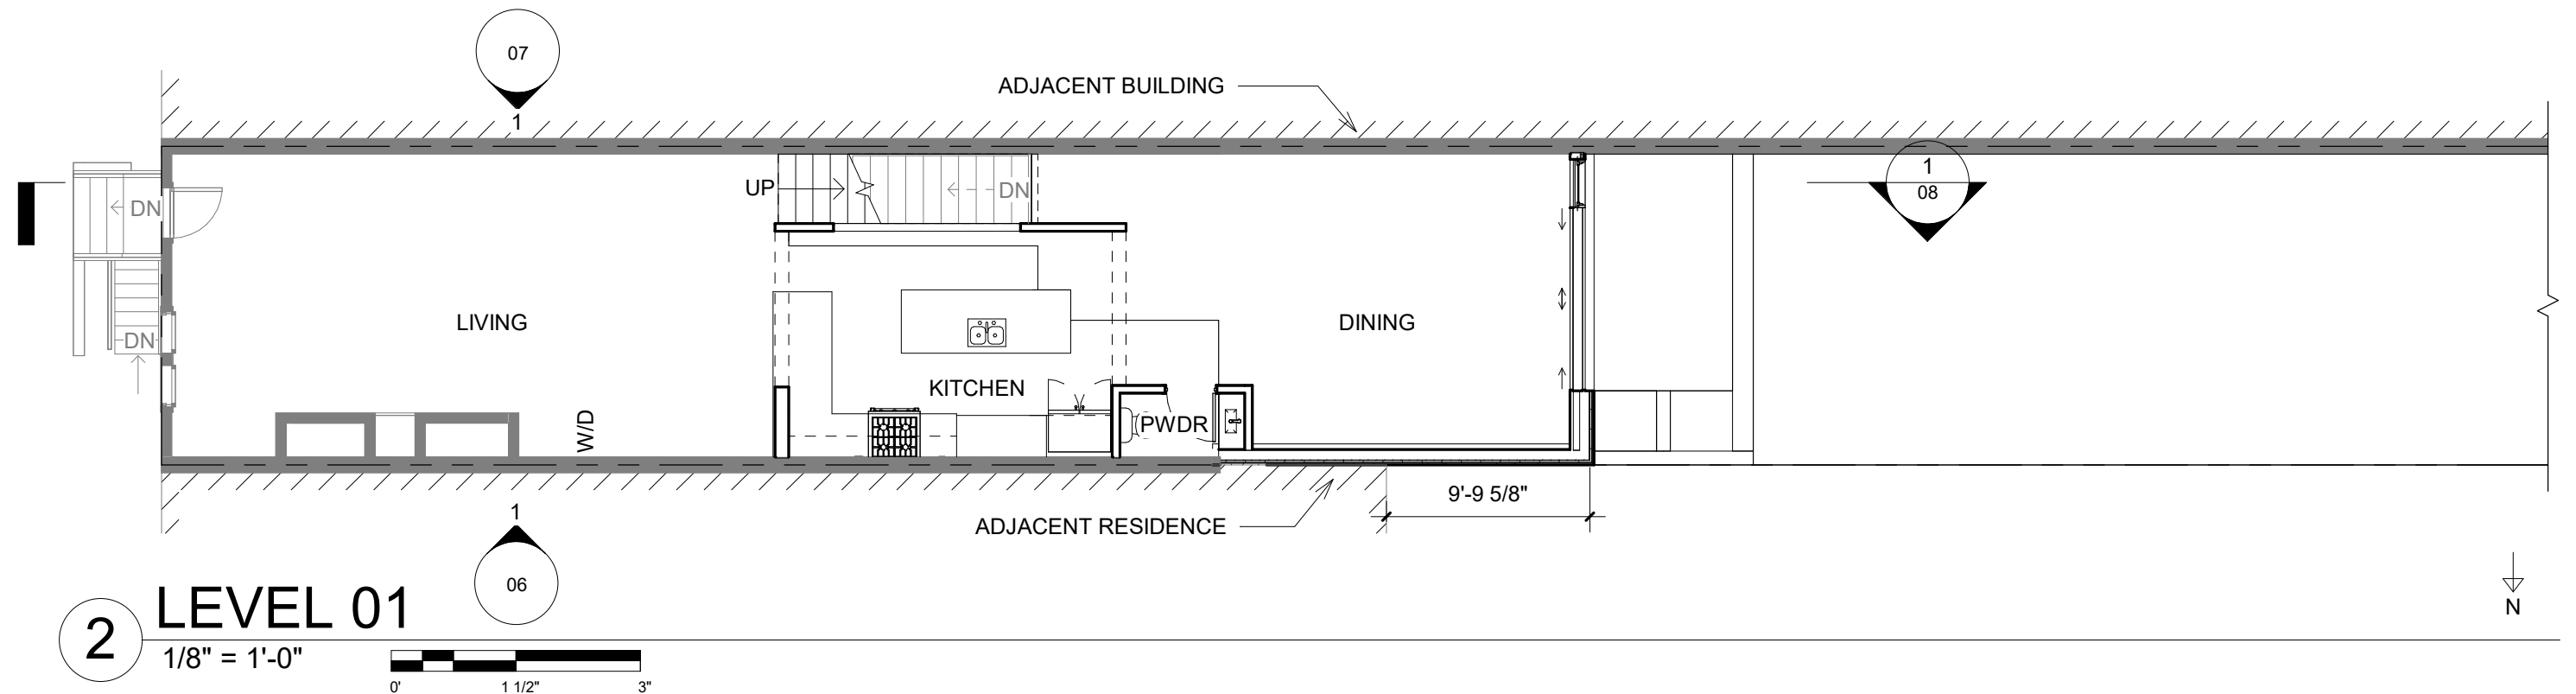 07
1
ADJACENT BUILDING
1
08
UP
DN
DN
DN
LIVING
DINING
KITCHEN
W/D
PWDR
9'-9 5/8"
1
06
ADJACENT RESIDENCE
N
2
LEVEL 01
1/8" = 1'-0"
0'
1 1/2"
3"